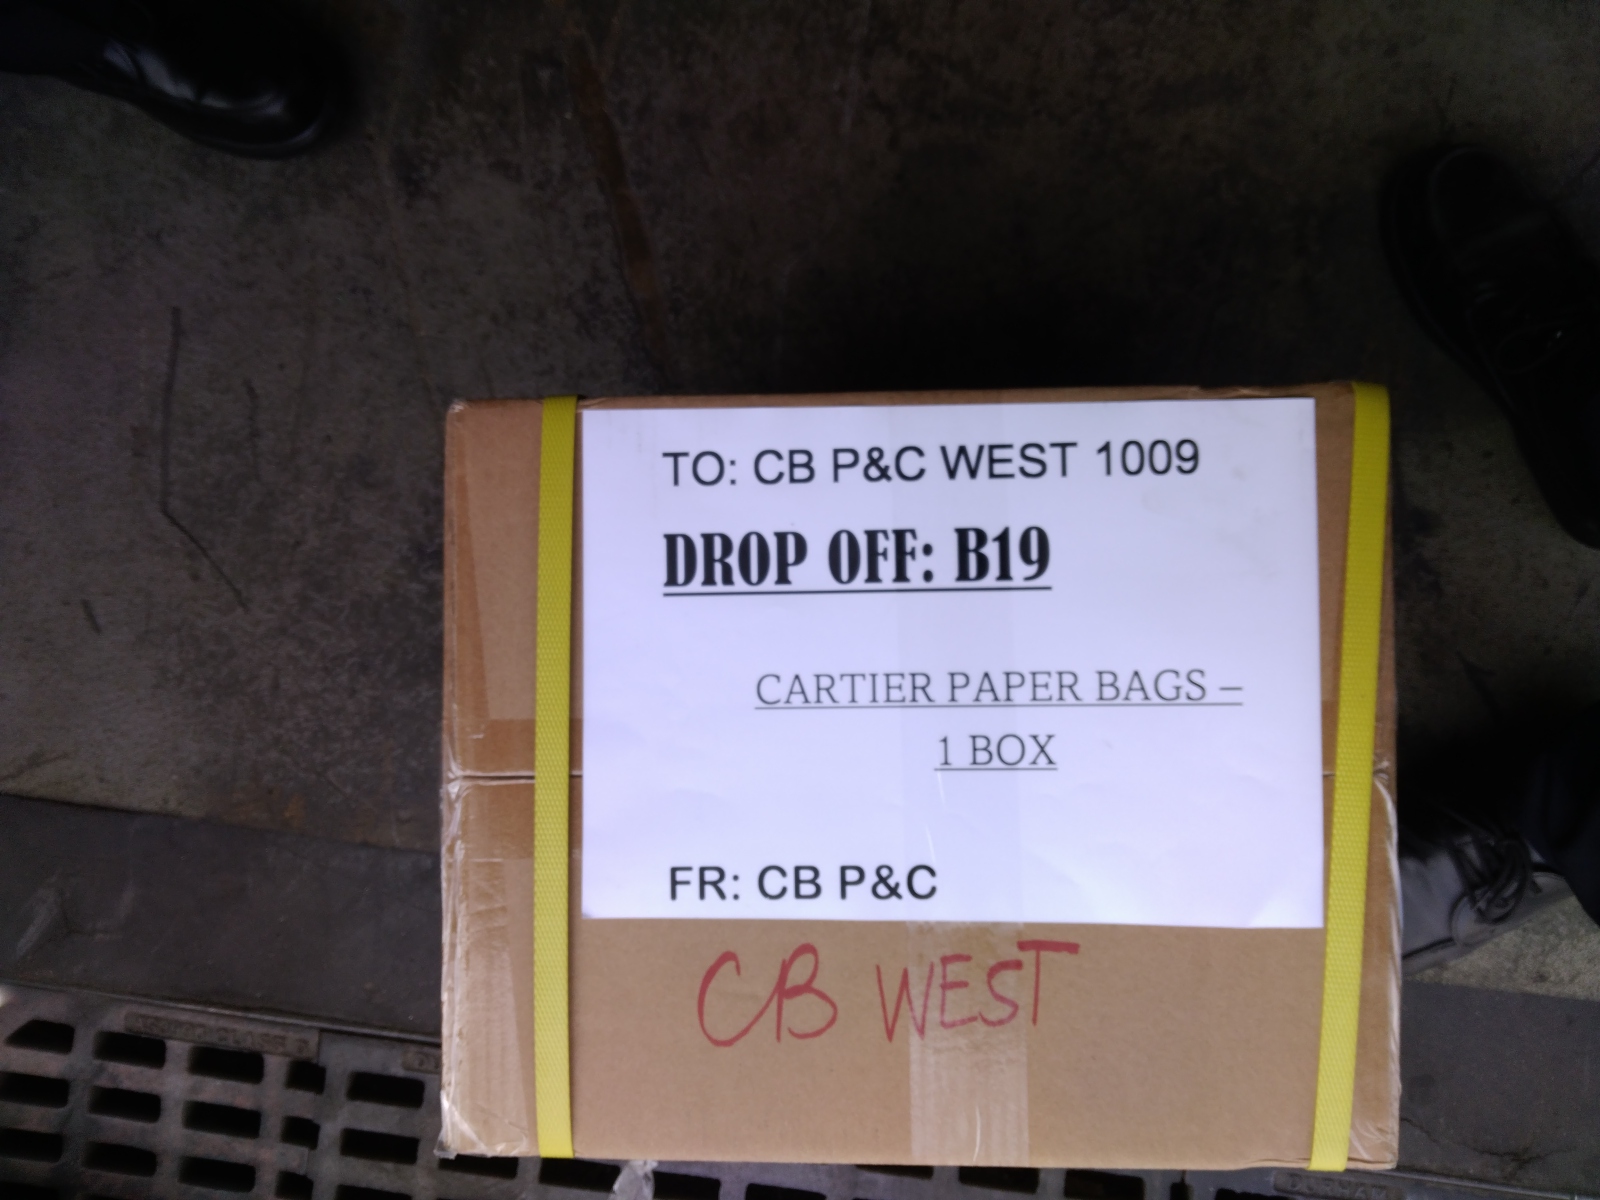 TO: CB P&C WEST 1009
DROP OFF: B19
CARTIER PAPER BAGS –
1 BOX
FR: CB P&C
CB WEST